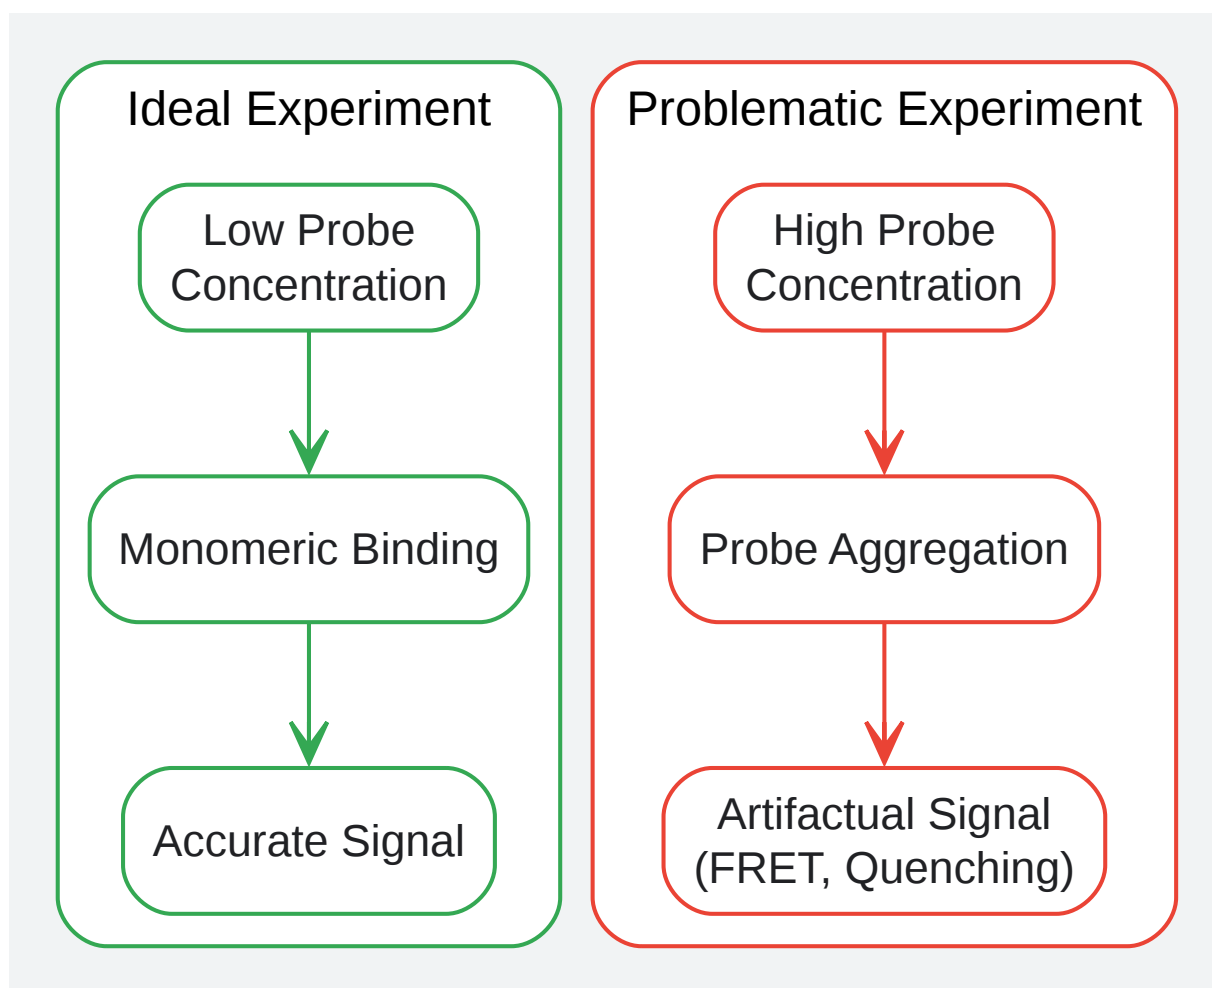 Ideal Experiment
Low Probe
Concentration
Monomeric Binding
Accurate Signal
Problematic Experiment
High Probe
Concentration
Probe Aggregation
Artifactual Signal
(FRET, Quenching)